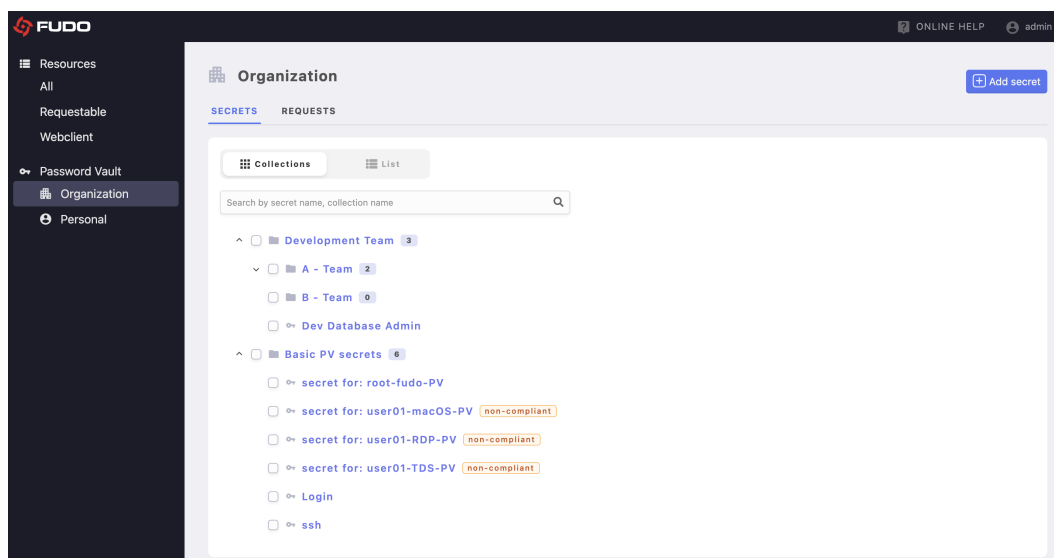 FUDO
ONLINE HELP
admin
Resources
All
Requestable
Webclient
Password Vault
Organization
Personal
Organization
Add secret
SECRETS
REQUESTS
Collections
List
Search by secret name, collection name
Development Team 3
A - Team 2
B - Team 0
Dev Database Admin
Basic PV secrets 6
secret for: root-fudo-PV
secret for: user01-macOS-PV non-compliant
secret for: user01-RDP-PV non-compliant
secret for: user01-TDS-PV non-compliant
Login
ssh